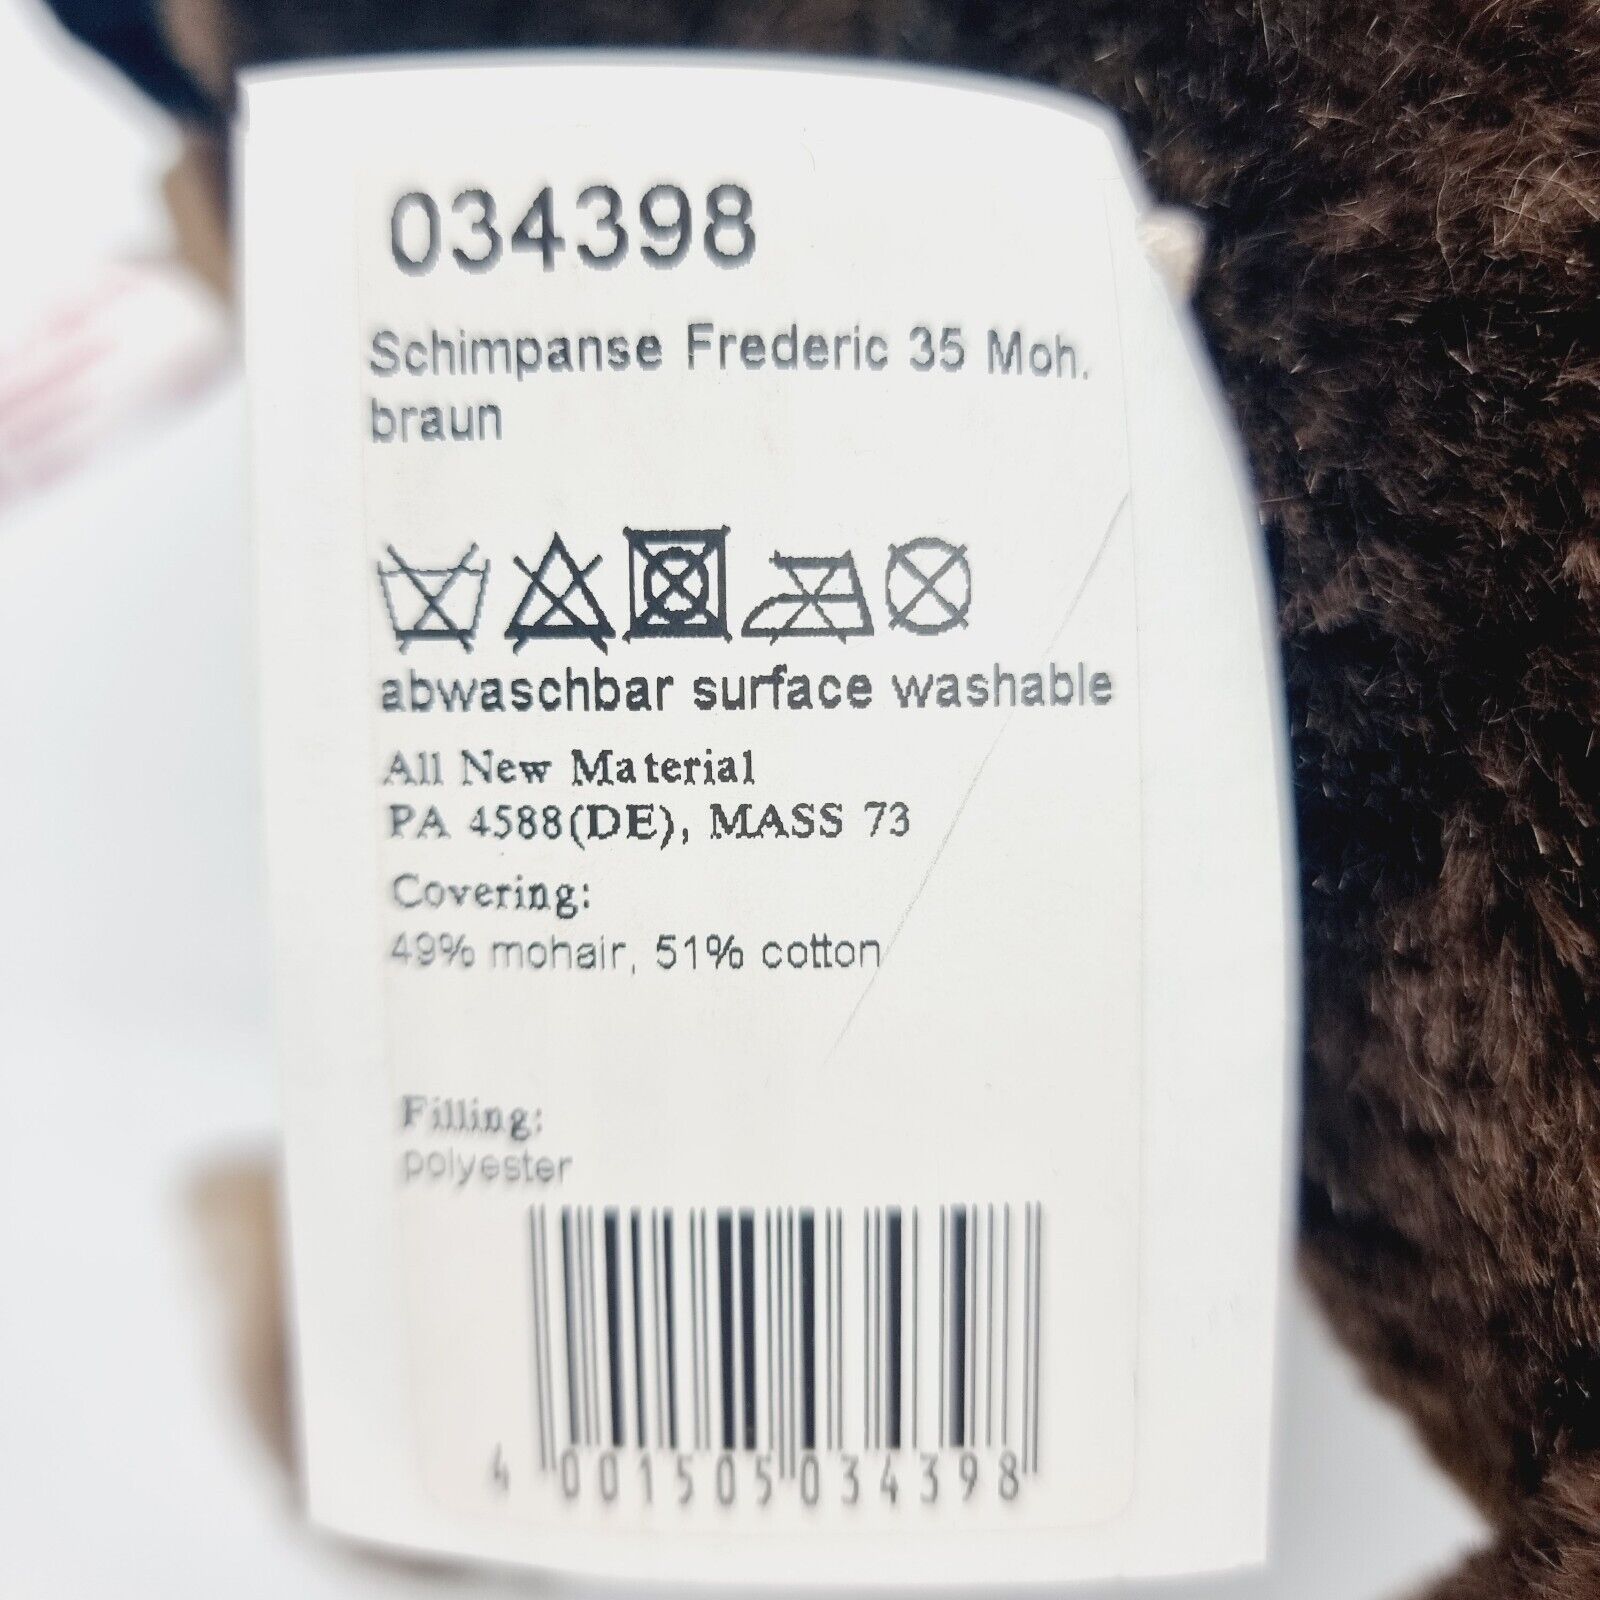 034398
Schimpanse Frederic 35 Moh.
braun
abwaschbar surface washable
All New Material
PA 4588(DE), MASS 73
Covering:
49% mohair, 51% cotton
Filling:
polyester
4 001505 034398